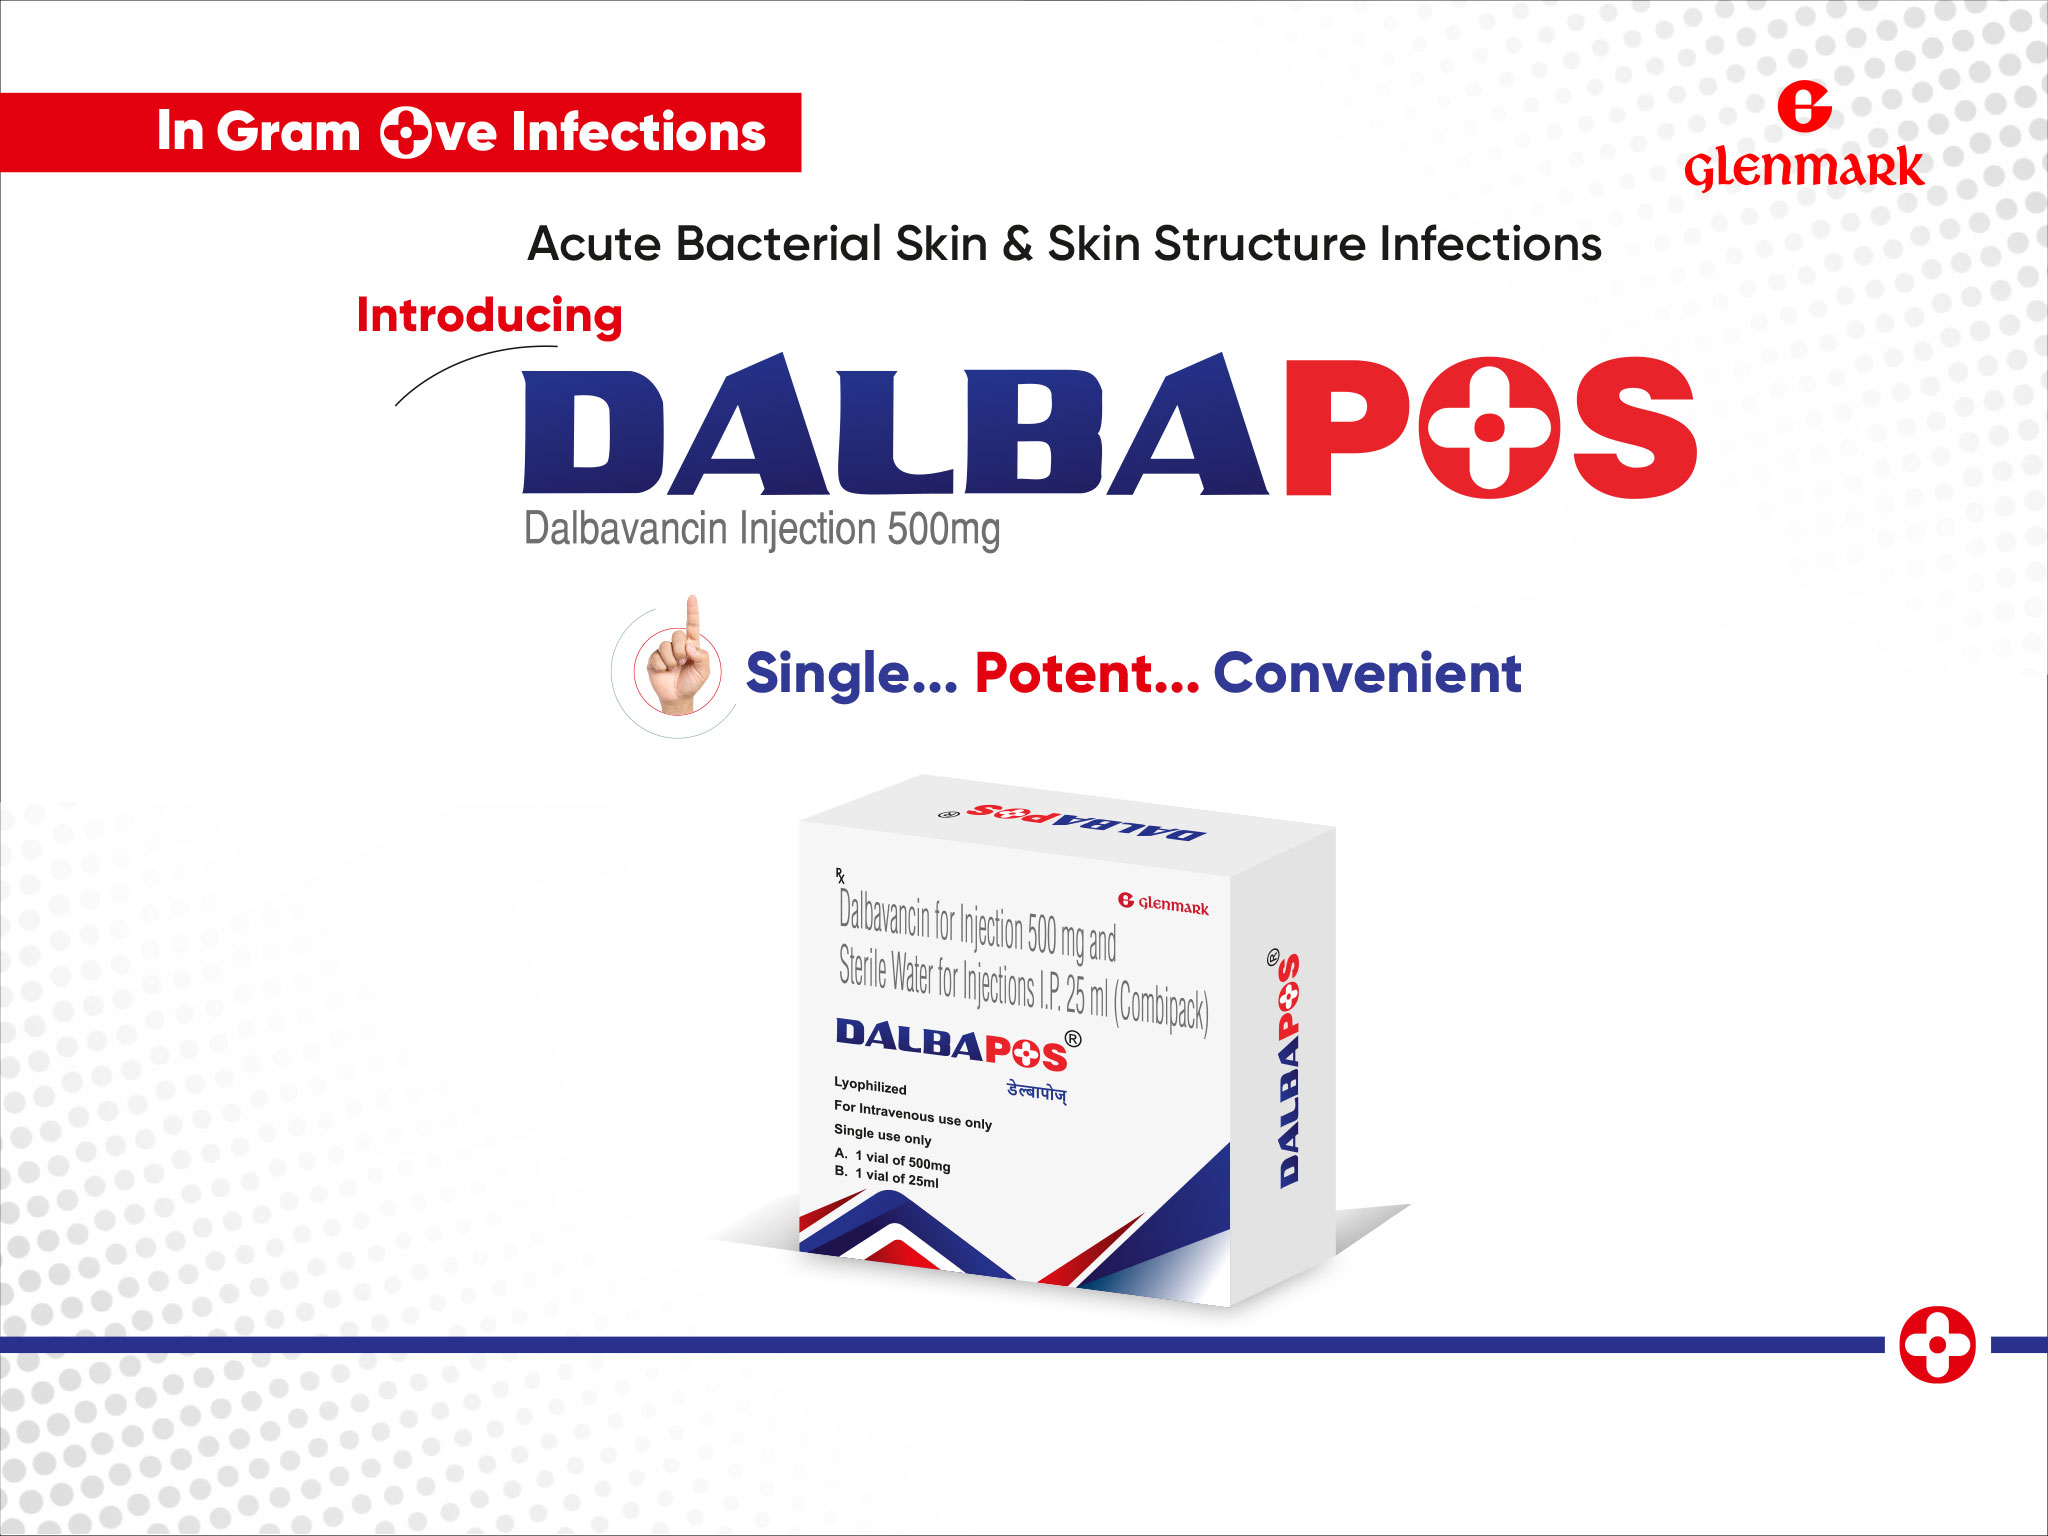 In Gram +ve Infections
Glenmark
Acute Bacterial Skin & Skin Structure Infections
Introducing
DALBAPOS
Dalbavancin Injection 500mg
Single... Potent... Convenient
DALBAPOS®
Rx
Glenmark
Dalbavancin for Injection 500 mg and
Sterile Water for Injections I.P. 25 ml (Combipack)
DALBAPOS®
डेल्बापोज्
Lyophilized
For Intravenous use only
Single use only
A. 1 vial of 500mg
B. 1 vial of 25ml
DALBAPOS®